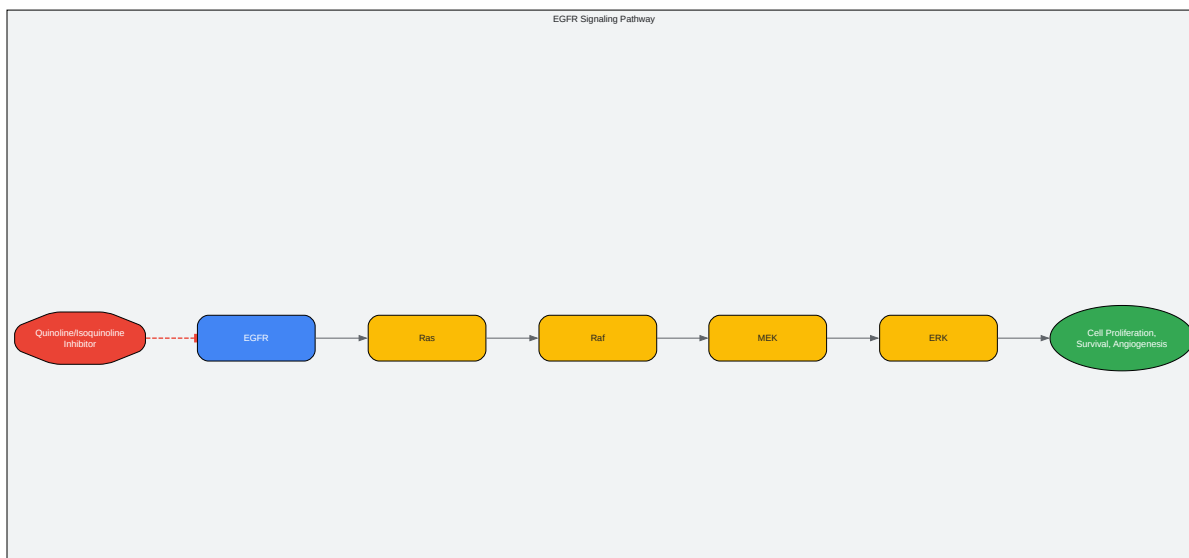 EGFR Signaling Pathway
Quinoline/Isoquinoline
Inhibitor
EGFR
Ras
Raf
MEK
ERK
Cell Proliferation,
Survival, Angiogenesis